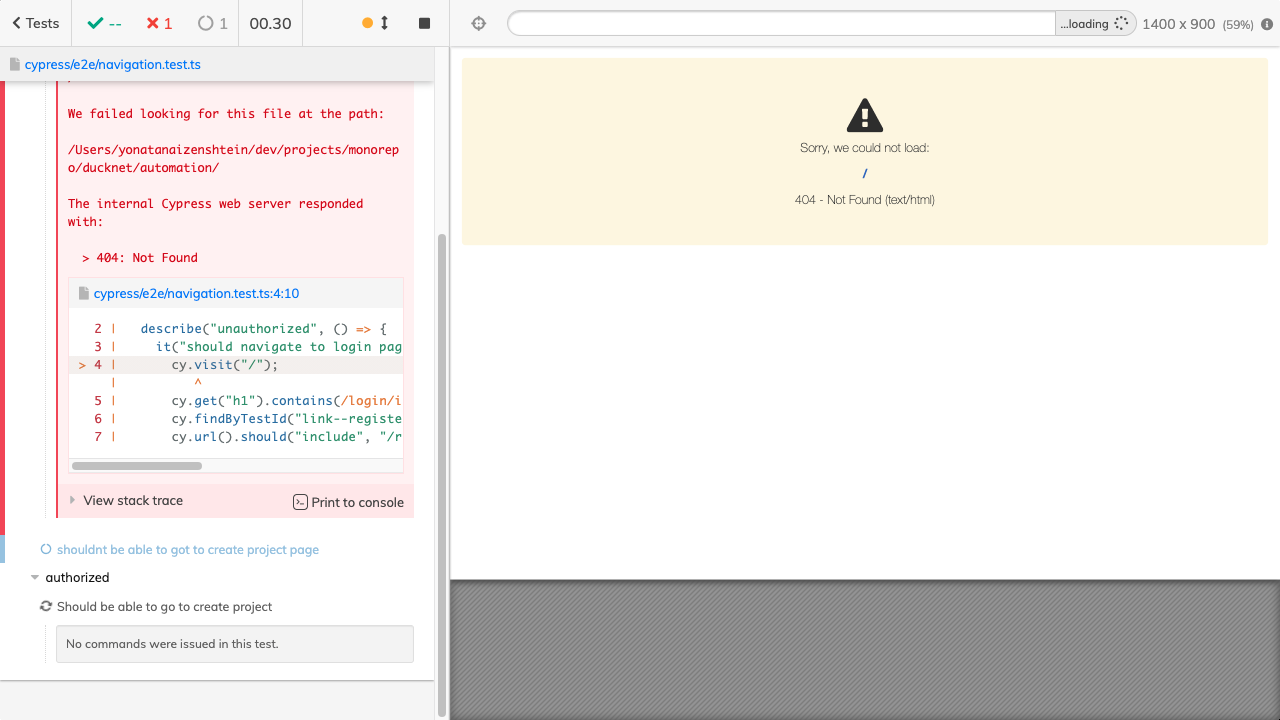 Tests
--
1
1
00.30
...loading
1400 x 900 (59%)
cypress/e2e/navigation.test.ts
We failed looking for this file at the path:
/Users/yonatanaizenshtein/dev/projects/monorep
o/ducknet/automation/
The internal Cypress web server responded
with:
> 404: Not Found
cypress/e2e/navigation.test.ts:4:10
2 | describe("unauthorized", () => {
3 | it("should navigate to login pag
> 4 | cy.visit("/");
| ^
5 | cy.get("h1").contains(/login/i
6 | cy.findByTestId("link--registe
7 | cy.url().should("include", "/r
View stack trace
Print to console
shouldnt be able to got to create project page
authorized
Should be able to go to create project
No commands were issued in this test.
Sorry, we could not load:
/
404 - Not Found (text/html)